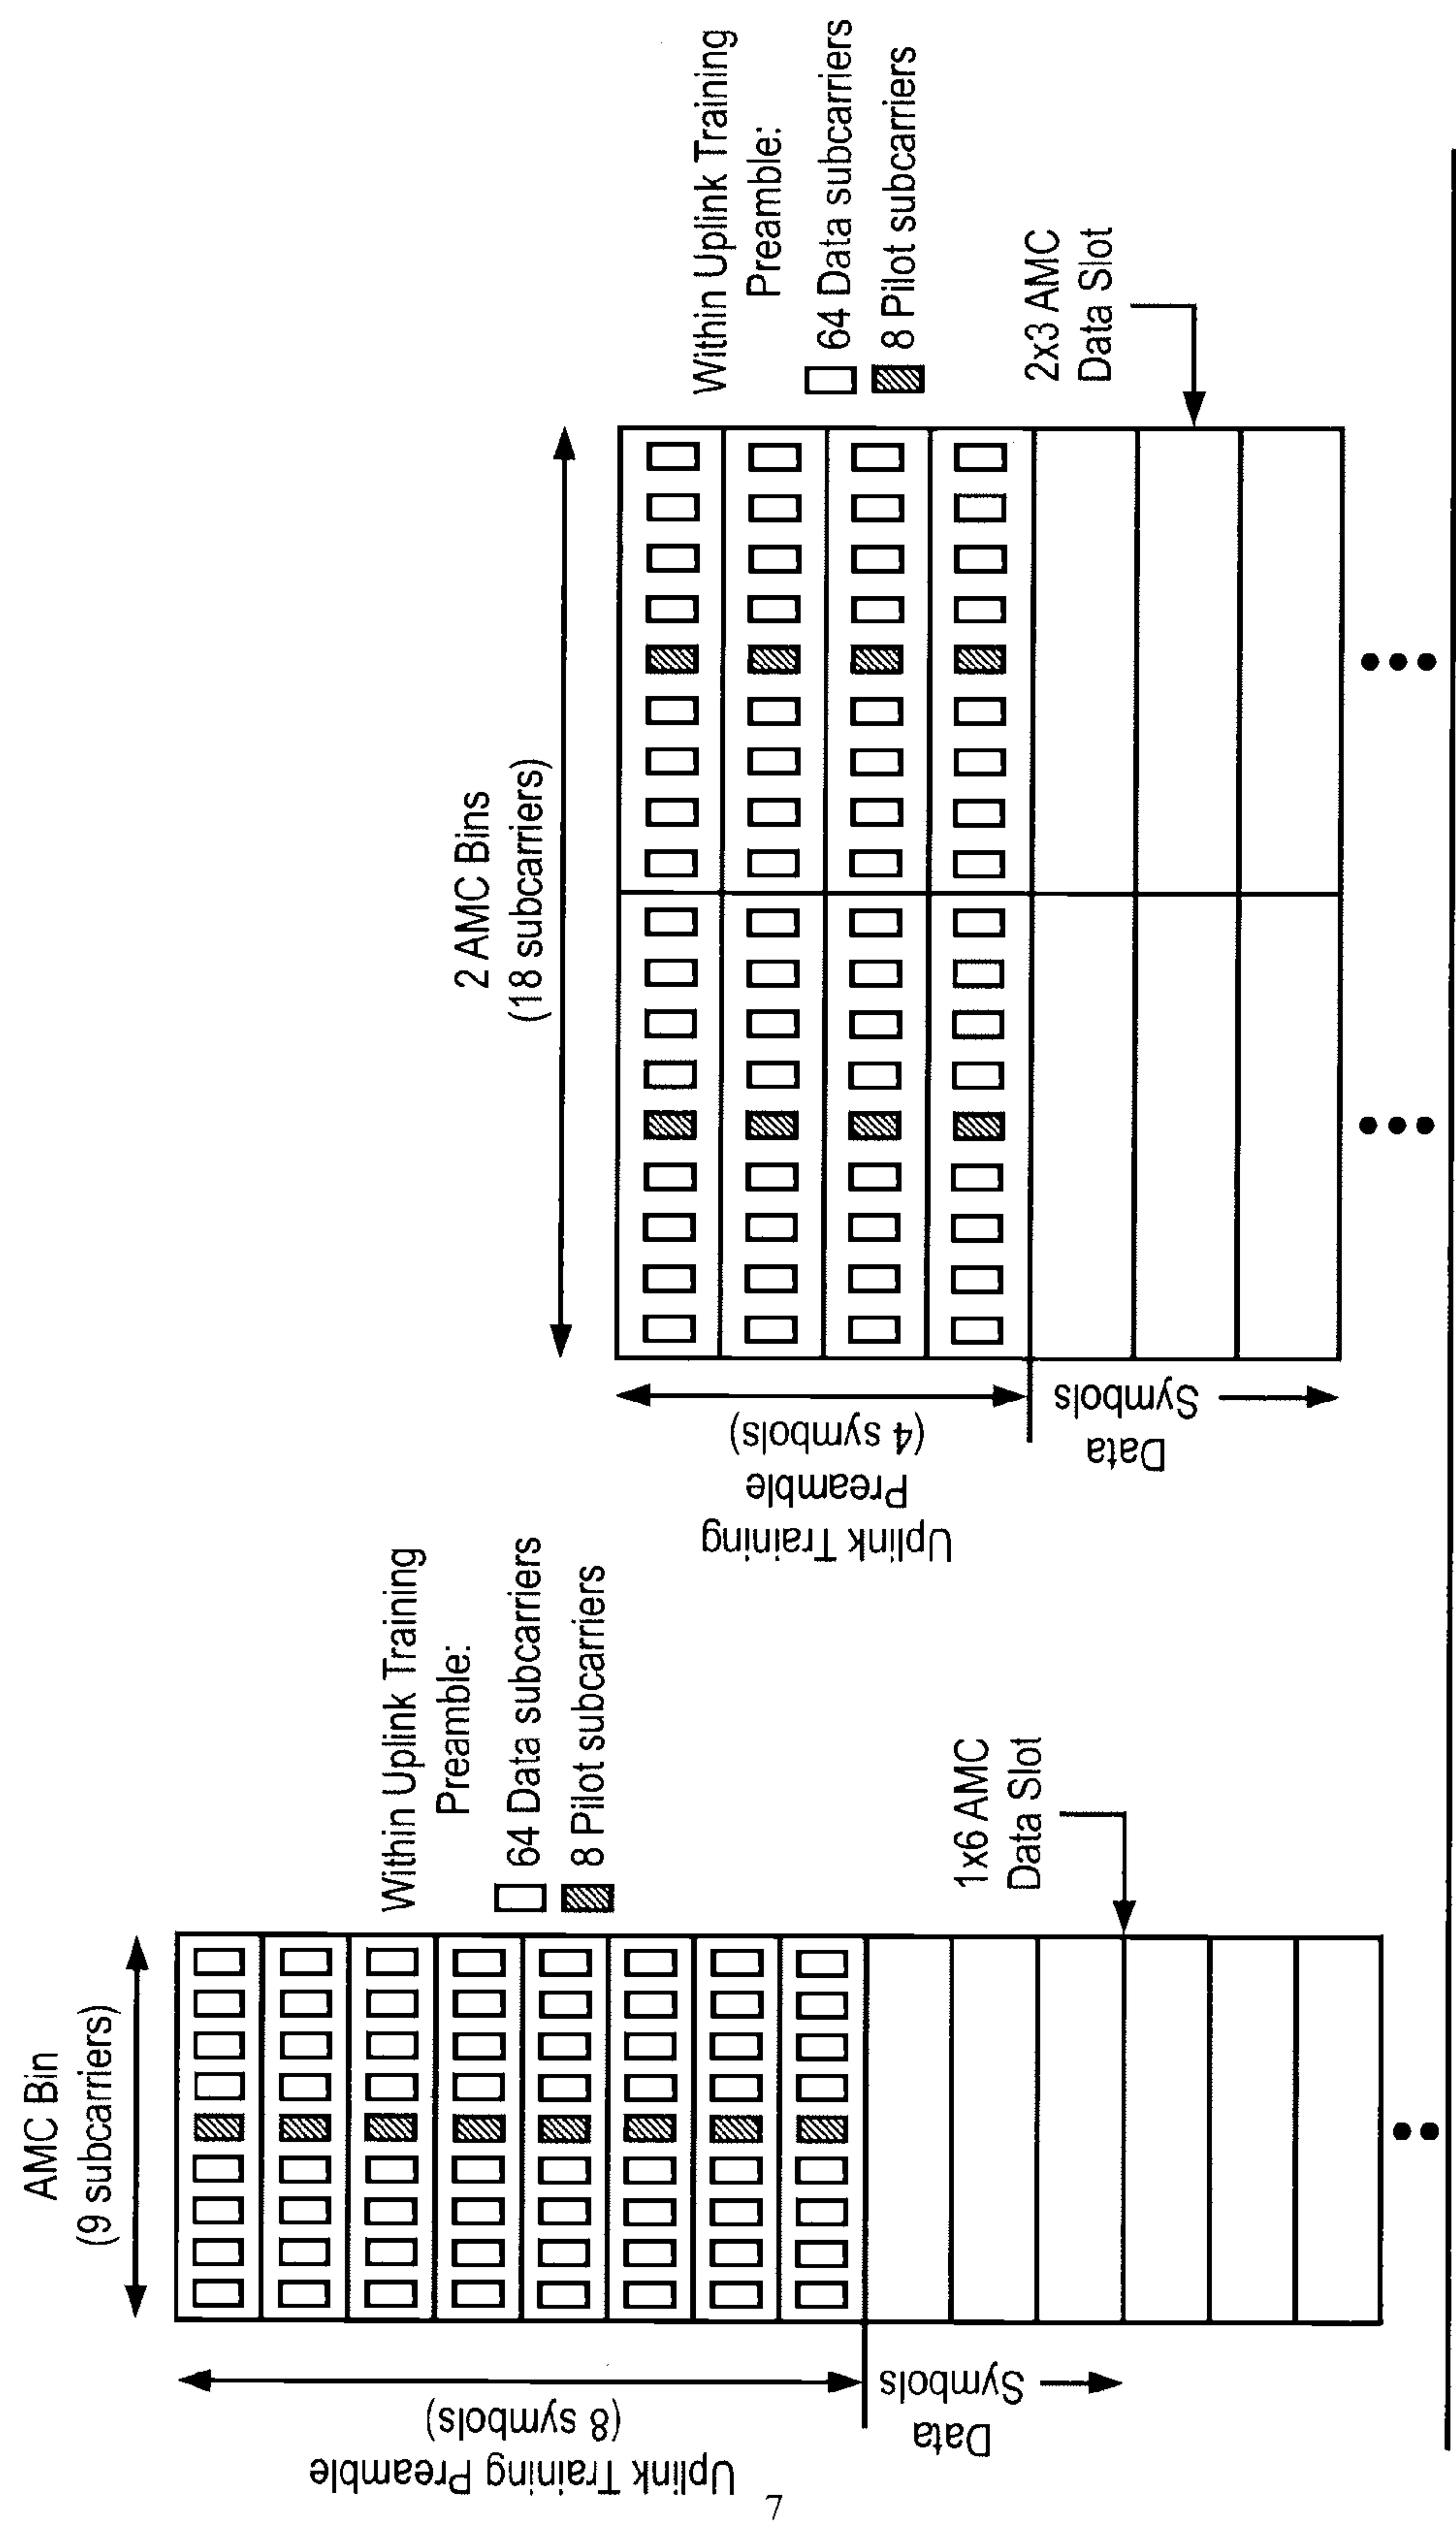 AMC Bin
(9 subcarriers)
Uplink Training Preamble
(8 symbols)
Data
Symbols
Within Uplink Training
Preamble:
64 Data subcarriers
8 Pilot subcarriers
1x6 AMC
Data Slot
2 AMC Bins
(18 subcarriers)
Uplink Training
Preamble
(4 symbols)
Data
Symbols
Within Uplink Training
Preamble:
64 Data subcarriers
8 Pilot subcarriers
2x3 AMC
Data Slot
7